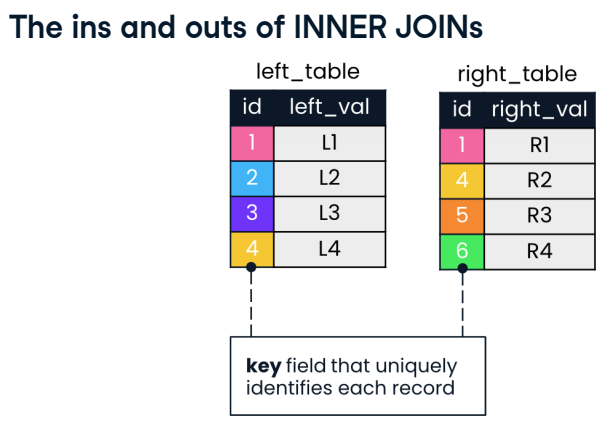 The ins and outs of INNER JOINs
left_table
id left_val
1 L1
2 L2
3 L3
4 L4
right_table
id right_val
1 R1
4 R2
5 R3
6 R4
key field that uniquely
identifies each record